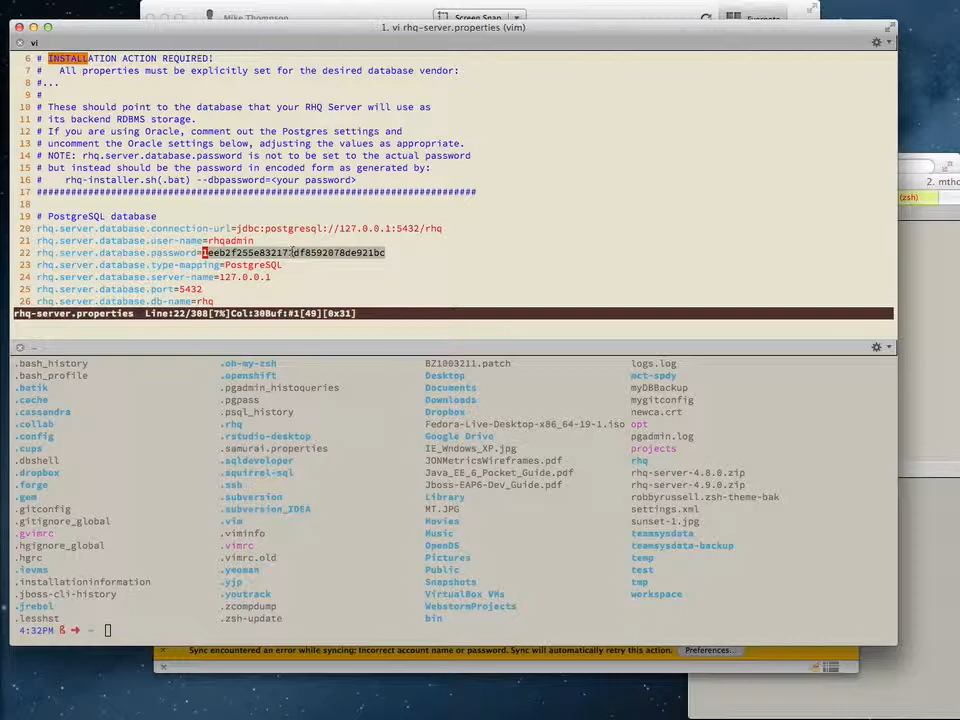 Mike Thompson
Screen Snap
Evernote
1. vi rhq-server.properties (vim)
vi
6 # INSTALLATION ACTION REQUIRED!
7 #   All properties must be explicitly set for the desired database vendor:
8 #...
9 #
10 # These should point to the database that your RHQ Server will use as
11 # its backend RDBMS storage.
12 # If you are using Oracle, comment out the Postgres settings and
13 # uncomment the Oracle settings below, adjusting the values as appropriate.
14 # NOTE: rhq.server.database.password is not to be set to the actual password
15 # but instead should be the password in encoded form as generated by:
16 #    rhq-installer.sh(.bat) --dbpassword=<your password>
17 ################################################################################
18
19 # PostgreSQL database
20 rhq.server.database.connection-url=jdbc:postgresql://127.0.0.1:5432/rhq
21 rhq.server.database.user-name=rhqadmin
22 rhq.server.database.password=1eeb2f255e832171df8592078de921bc
23 rhq.server.database.type-mapping=PostgreSQL
24 rhq.server.database.server-name=127.0.0.1
25 rhq.server.database.port=5432
26 rhq.server.database.db-name=rhq
rhq-server.properties  Line:22/308[7%]Col:30Buf:#1[49][0x31]
2. mtho
(zsh)
.bash_history .oh-my-zsh BZ1003211.patch logs.log
.bash_profile .openshift Desktop mct-spdy
.batik .pgadmin_histoqueries Documents myDBBackup
.cache .pgpass Downloads mygitconfig
.cassandra .psql_history Dropbox newca.crt
.collab .rhq Fedora-Live-Desktop-x86_64-19-1.iso opt
.config .rstudio-desktop Google Drive pgadmin.log
.cups .samurai.properties IE_Windows_XP.jpg projects
.dbshell .sqldeveloper JONMetricsWireframes.pdf rhq
.dropbox .squirrel-sql Java_EE_6_Pocket_Guide.pdf rhq-server-4.8.0.zip
.forge .ssh Jboss-EAP6-Dev_Guide.pdf rhq-server-4.9.0.zip
.gem .subversion Library robbyrussell.zsh-theme-bak
.gitconfig .subversion_IDEA MT.JPG settings.xml
.gitignore_global .vim Movies sunset-1.jpg
.gvimrc .viminfo Music teamsysdata
.hgignore_global .vimrc OpenDS teamsysdata-backup
.hgrc .vimrc.old Pictures temp
.ievms .yeoman Public test
.installationinformation .yjp Snapshots tmp
.jboss-cli-history .youtrack VirtualBox VMs workspace
.jrebel .zcompdump WebstormProjects
.lesshst .zsh-update bin
4:32PM ß ➜ ~
Sync encountered an error while syncing: Incorrect account name or password. Sync will automatically retry this action. Preferences...